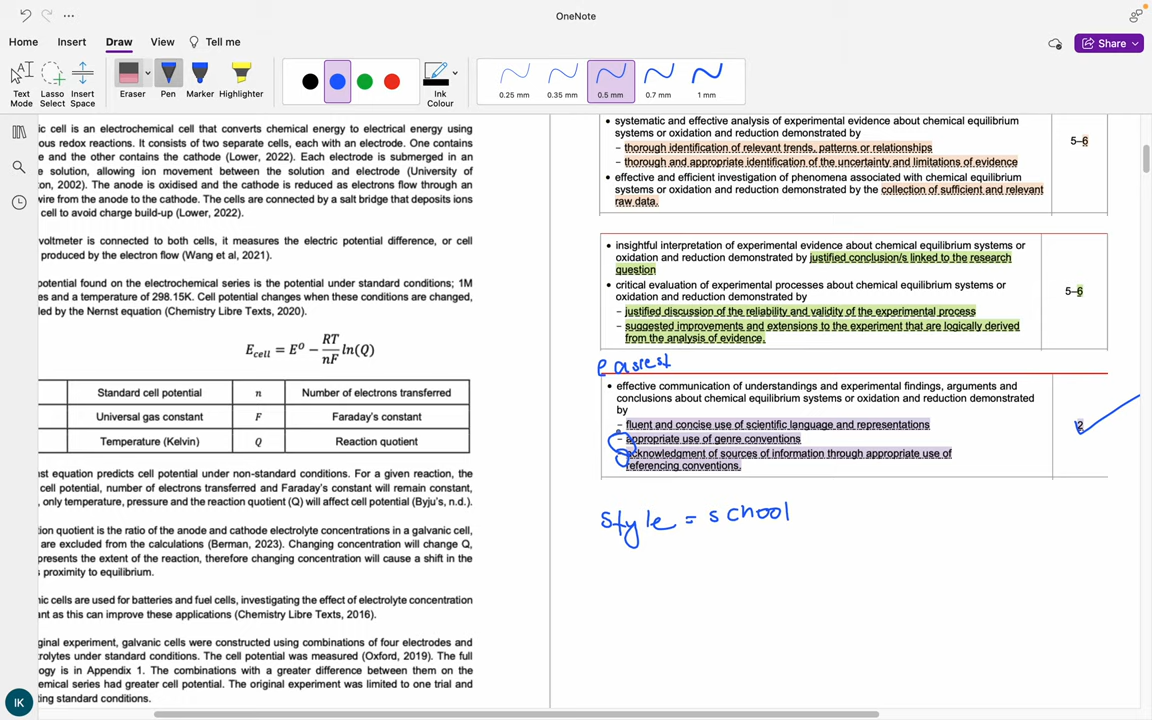 OneNote
Home Insert Draw View Tell me
Share
Text Mode
Lasso Select
Insert Space
Eraser
Pen
Marker
Highlighter
Ink Colour
0.25 mm 0.35 mm 0.5 mm 0.7 mm 1 mm
ic cell is an electrochemical cell that converts chemical energy to electrical energy using
us redox reactions. It consists of two separate cells, each with an electrode. One contains
e and the other contains the cathode (Lower, 2022). Each electrode is submerged in an
e solution, allowing ion movement between the solution and electrode (University of
on, 2002). The anode is oxidised and the cathode is reduced as electrons flow through an
wire from the anode to the cathode. The cells are connected by a salt bridge that deposits ions
cell to avoid charge build-up (Lower, 2022).
voltmeter is connected to both cells, it measures the electric potential difference, or cell
produced by the electron flow (Wang et al, 2021).
potential found on the electrochemical series is the potential under standard conditions; 1M
es and a temperature of 298.15K. Cell potential changes when these conditions are changed,
led by the Nernst equation (Chemistry Libre Texts, 2020).
E_cell = E^O − RT/nF ln(Q)
Standard cell potential n Number of electrons transferred
Universal gas constant F Faraday's constant
Temperature (Kelvin) Q Reaction quotient
nst equation predicts cell potential under non-standard conditions. For a given reaction, the
cell potential, number of electrons transferred and Faraday's constant will remain constant,
, only temperature, pressure and the reaction quotient (Q) will affect cell potential (Byju's, n.d.).
ion quotient is the ratio of the anode and cathode electrolyte concentrations in a galvanic cell,
are excluded from the calculations (Berman, 2023). Changing concentration will change Q,
presents the extent of the reaction, therefore changing concentration will cause a shift in the
s proximity to equilibrium.
nic cells are used for batteries and fuel cells, investigating the effect of electrolyte concentration
ant as this can improve these applications (Chemistry Libre Texts, 2016).
iginal experiment, galvanic cells were constructed using combinations of four electrodes and
rolytes under standard conditions. The cell potential was measured (Oxford, 2019). The full
logy is in Appendix 1. The combinations with a greater difference between them on the
hemical series had greater cell potential. The original experiment was limited to one trial and
ting standard conditions.
• systematic and effective analysis of experimental evidence about chemical equilibrium
systems or oxidation and reduction demonstrated by
– thorough identification of relevant trends, patterns or relationships
– thorough and appropriate identification of the uncertainty and limitations of evidence
• effective and efficient investigation of phenomena associated with chemical equilibrium
systems or oxidation and reduction demonstrated by the collection of sufficient and relevant
raw data.
5–6
• insightful interpretation of experimental evidence about chemical equilibrium systems or
oxidation and reduction demonstrated by justified conclusion/s linked to the research
question
• critical evaluation of experimental processes about chemical equilibrium systems or
oxidation and reduction demonstrated by
– justified discussion of the reliability and validity of the experimental process
– suggested improvements and extensions to the experiment that are logically derived
from the analysis of evidence.
5–6
easiest
• effective communication of understandings and experimental findings, arguments and
conclusions about chemical equilibrium systems or oxidation and reduction demonstrated
by
– fluent and concise use of scientific language and representations
– appropriate use of genre conventions
acknowledgment of sources of information through appropriate use of
referencing conventions.
2
style = school
IK